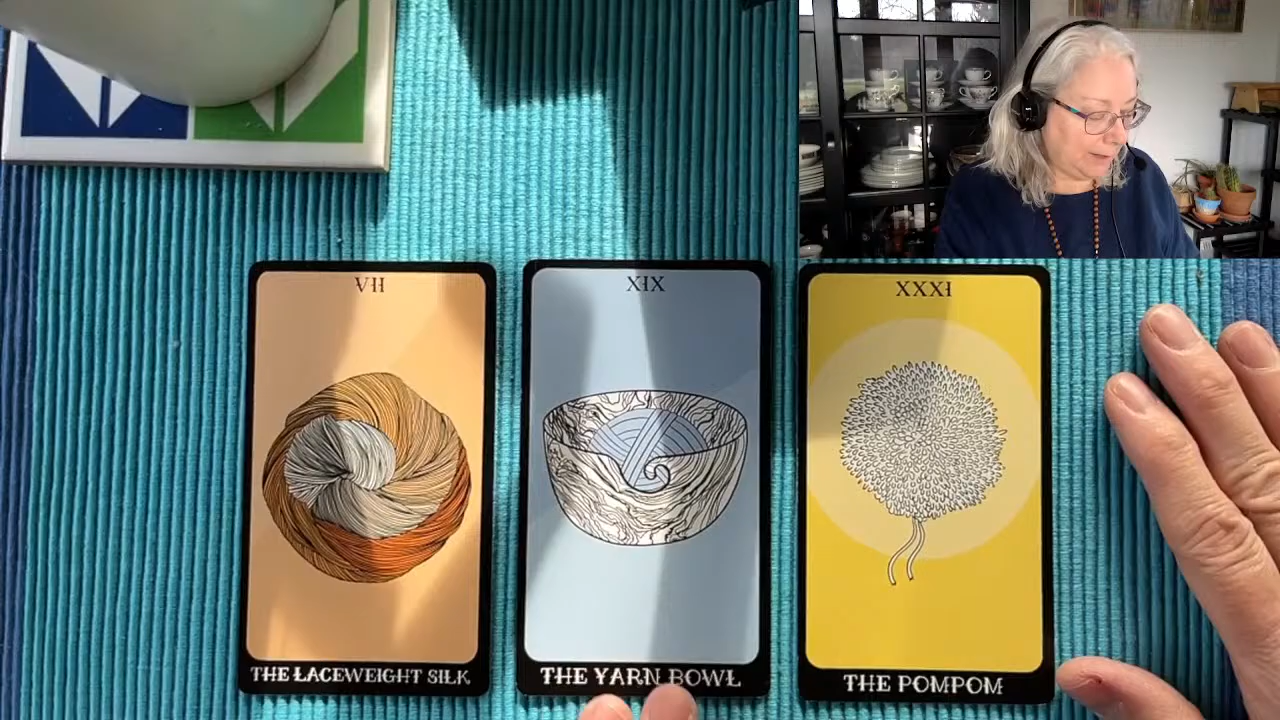 VII
THE LACEWEIGHT SILK
XIX
THE YARN BOWL
XXXI
THE POMPOM